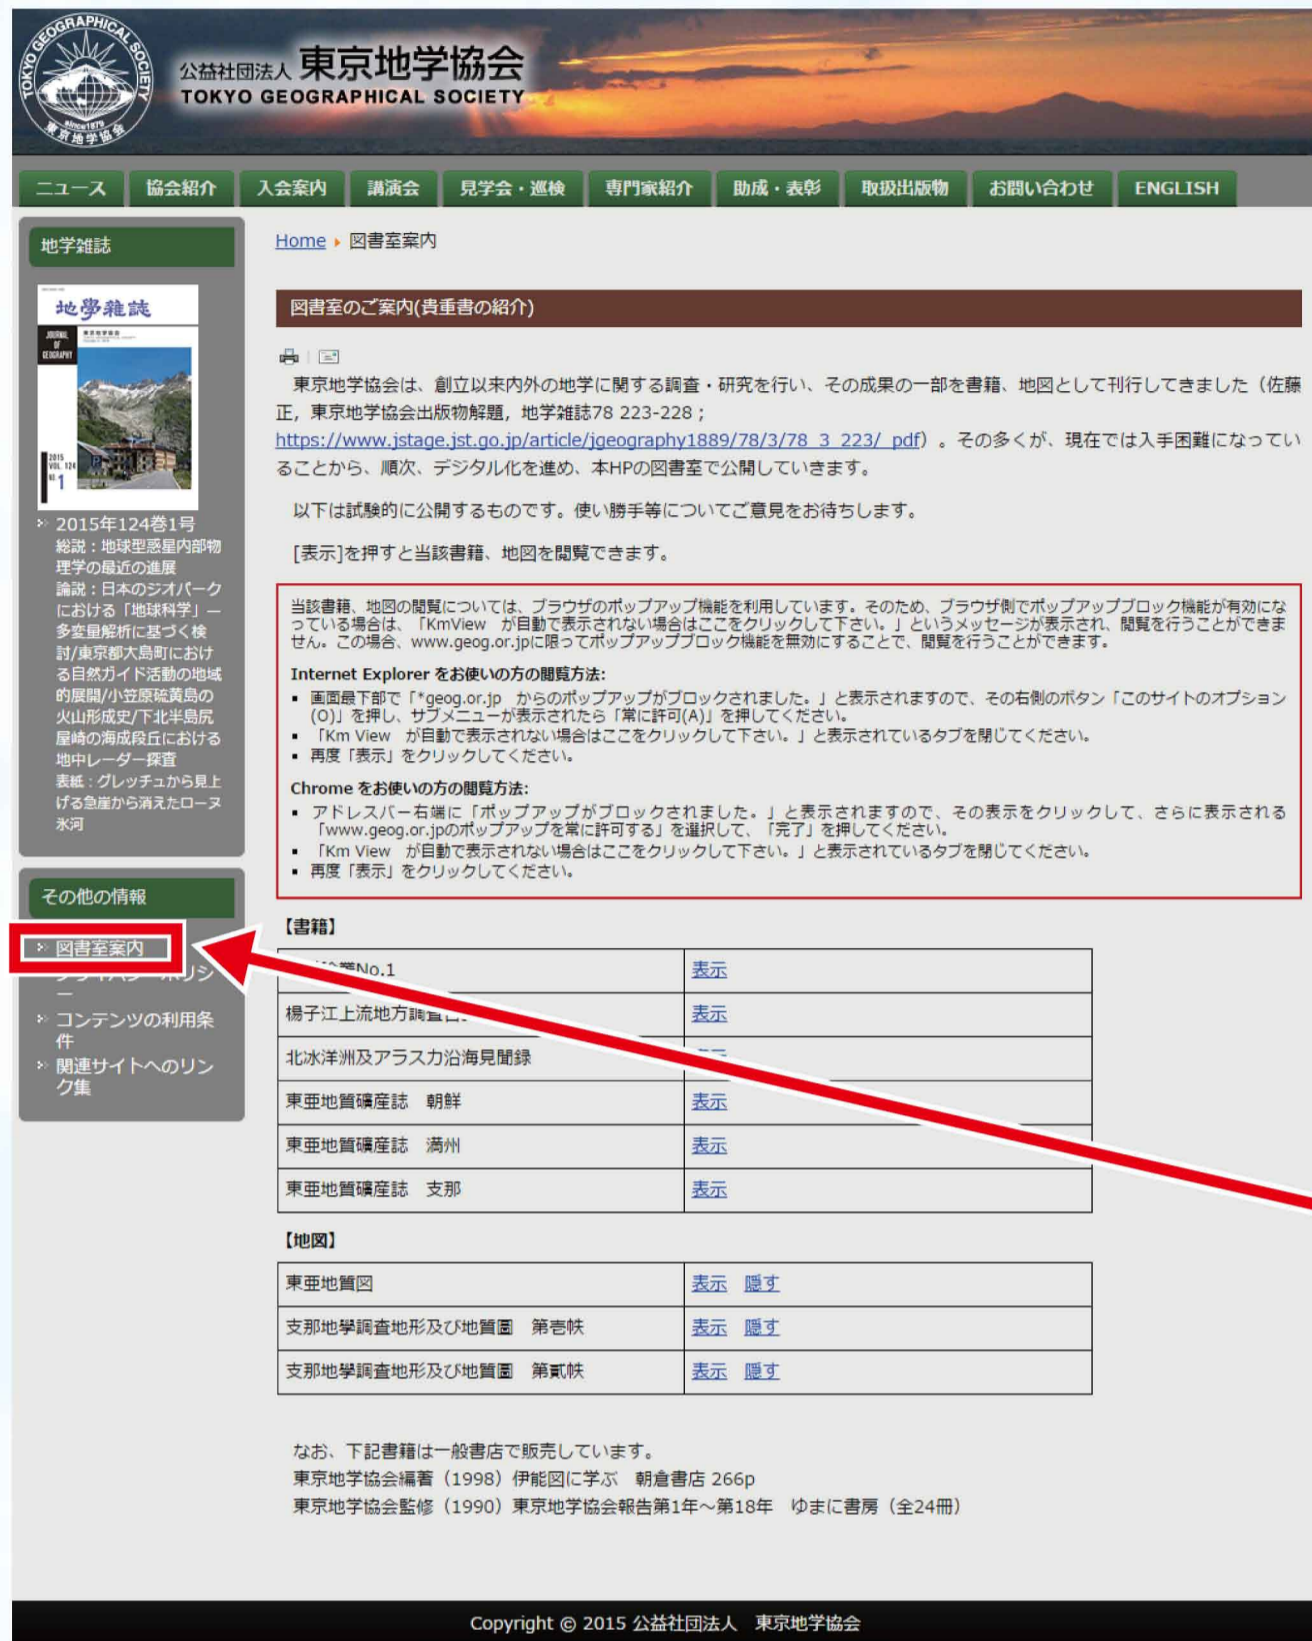 TOKYO GEOGRAPHICAL SOCIETY
since1879
東京地学協会
公益社団法人 東京地学協会
TOKYO GEOGRAPHICAL SOCIETY
ニュース 協会紹介 入会案内 講演会 見学会・巡検 専門家紹介 助成・表彰 取扱出版物 お問い合わせ ENGLISH
地学雑誌
地學雜誌
JOURNAL
OF
GEOGRAPHY
2015
VOL. 124
NO. 1
2015年124巻1号
総説：地球型惑星内部物
理学の最近の進展
論説：日本のジオパーク
における「地球科学」―
多変量解析に基づく検
討/東京都大島町におけ
る自然ガイド活動の地域
的展開/小笠原硫黄島の
火山形成史/下北半島尻
屋崎の海成段丘における
地中レーダー探査
表紙：グレッチュから見上
げる急崖から消えたローヌ
氷河
その他の情報
図書室案内
プライバシーポリシ
ー
コンテンツの利用条
件
関連サイトへのリン
ク集
Home 図書室案内
図書室のご案内(貴重書の紹介)
東京地学協会は、創立以来内外の地学に関する調査・研究を行い、その成果の一部を書籍、地図として刊行してきました（佐藤
正，東京地学協会出版物解題，地学雑誌78 223-228；
https://www.jstage.jst.go.jp/article/jgeography1889/78/3/78_3_223/_pdf）。その多くが、現在では入手困難になってい
ることから、順次、デジタル化を進め、本HPの図書室で公開していきます。
以下は試験的に公開するものです。使い勝手等についてご意見をお待ちします。
[表示]を押すと当該書籍、地図を閲覧できます。
当該書籍、地図の閲覧については、ブラウザのポップアップ機能を利用しています。そのため、ブラウザ側でポップアップブロック機能が有効にな
っている場合は、「KmView　が自動で表示されない場合はここをクリックして下さい。」というメッセージが表示され、閲覧を行うことができま
せん。この場合、www.geog.or.jpに限ってポップアップブロック機能を無効にすることで、閲覧を行うことができます。
Internet Explorer をお使いの方の閲覧方法:
▪ 画面最下部で「*geog.or.jp　からのポップアップがブロックされました。」と表示されますので、その右側のボタン「このサイトのオプション
(O)」を押し、サブメニューが表示されたら「常に許可(A)」を押してください。
▪ 「Km View　が自動で表示されない場合はここをクリックして下さい。」と表示されているタブを閉じてください。
▪ 再度「表示」をクリックしてください。
Chrome をお使いの方の閲覧方法:
▪ アドレスバー右端に「ポップアップがブロックされました。」と表示されますので、その表示をクリックして、さらに表示される
「www.geog.or.jpのポップアップを常に許可する」を選択して、「完了」を押してください。
▪ 「Km View　が自動で表示されない場合はここをクリックして下さい。」と表示されているタブを閉じてください。
▪ 再度「表示」をクリックしてください。
【書籍】
No.1 表示
楊子江上流地方調査 表示
北氷洋洲及アラスカ沿海見聞録
東亜地質礦産誌　朝鮮 表示
東亜地質礦産誌　満州 表示
東亜地質礦産誌　支那 表示
【地図】
東亜地質図 表示 隠す
支那地學調査地形及び地質圖　第壱帙 表示 隠す
支那地學調査地形及び地質圖　第貳帙 表示 隠す
なお、下記書籍は一般書店で販売しています。
東京地学協会編著（1998）伊能図に学ぶ　朝倉書店 266p
東京地学協会監修（1990）東京地学協会報告第1年～第18年　ゆまに書房（全24冊）
Copyright © 2015 公益社団法人　東京地学協会